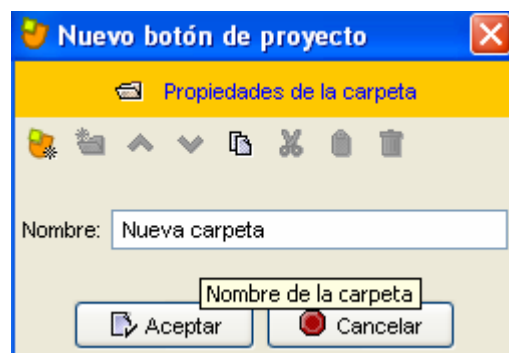 Nuevo botón de proyecto
Propiedades de la carpeta
Nombre: Nueva carpeta
Nombre de la carpeta
Aceptar Cancelar